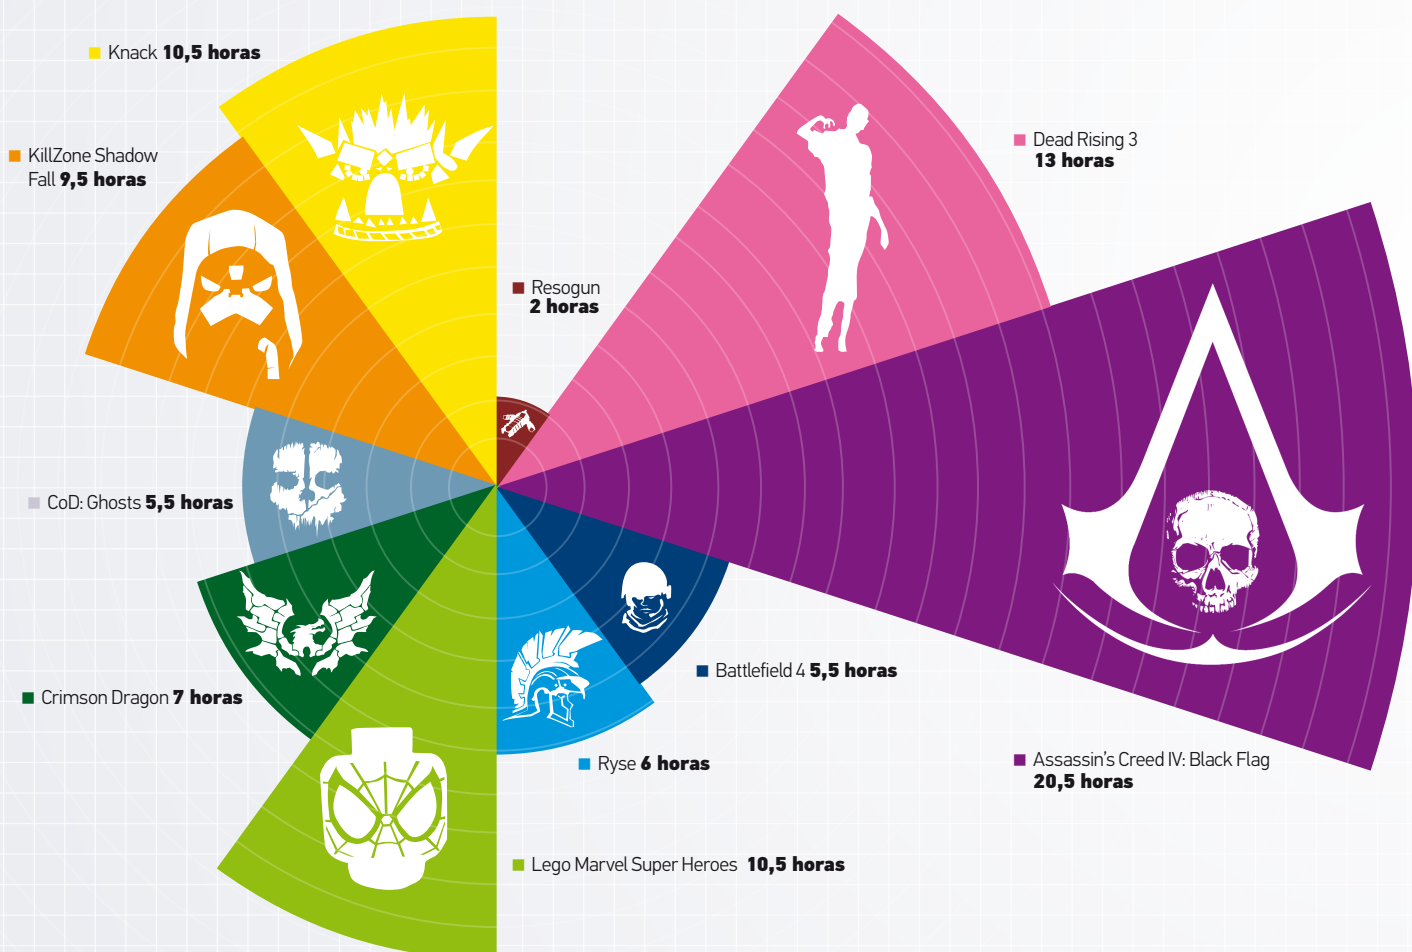 Knack 10,5 horas
KillZone Shadow
Fall 9,5 horas
Dead Rising 3
13 horas
Resogun
2 horas
CoD: Ghosts 5,5 horas
Crimson Dragon 7 horas
Battlefield 4 5,5 horas
Ryse 6 horas
Assassin's Creed IV: Black Flag
20,5 horas
Lego Marvel Super Heroes 10,5 horas